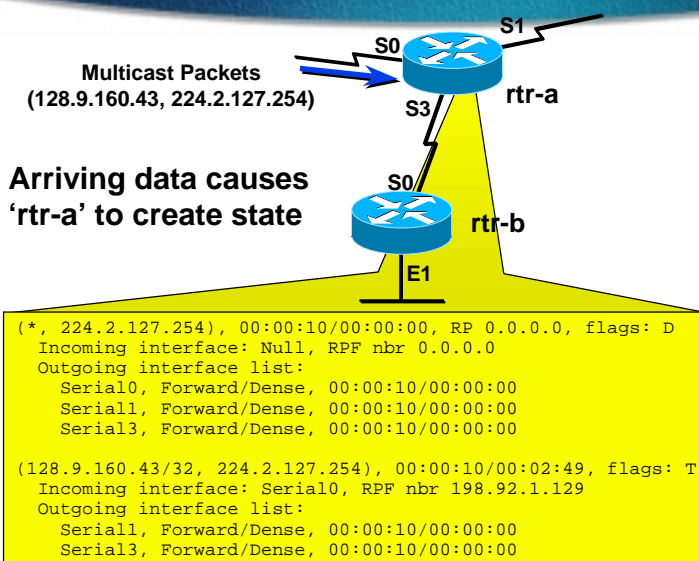 S1
S0
Multicast Packets
(128.9.160.43, 224.2.127.254)
rtr-a
S3
Arriving data causes
‘rtr-a’ to create state
S0
rtr-b
E1
(*, 224.2.127.254), 00:00:10/00:00:00, RP 0.0.0.0, flags: D
Incoming interface: Null, RPF nbr 0.0.0.0
Outgoing interface list:
Serial0, Forward/Dense, 00:00:10/00:00:00
Serial1, Forward/Dense, 00:00:10/00:00:00
Serial3, Forward/Dense, 00:00:10/00:00:00
(128.9.160.43/32, 224.2.127.254), 00:00:10/00:02:49, flags: T
Incoming interface: Serial0, RPF nbr 198.92.1.129
Outgoing interface list:
Serial1, Forward/Dense, 00:00:10/00:00:00
Serial3, Forward/Dense, 00:00:10/00:00:00